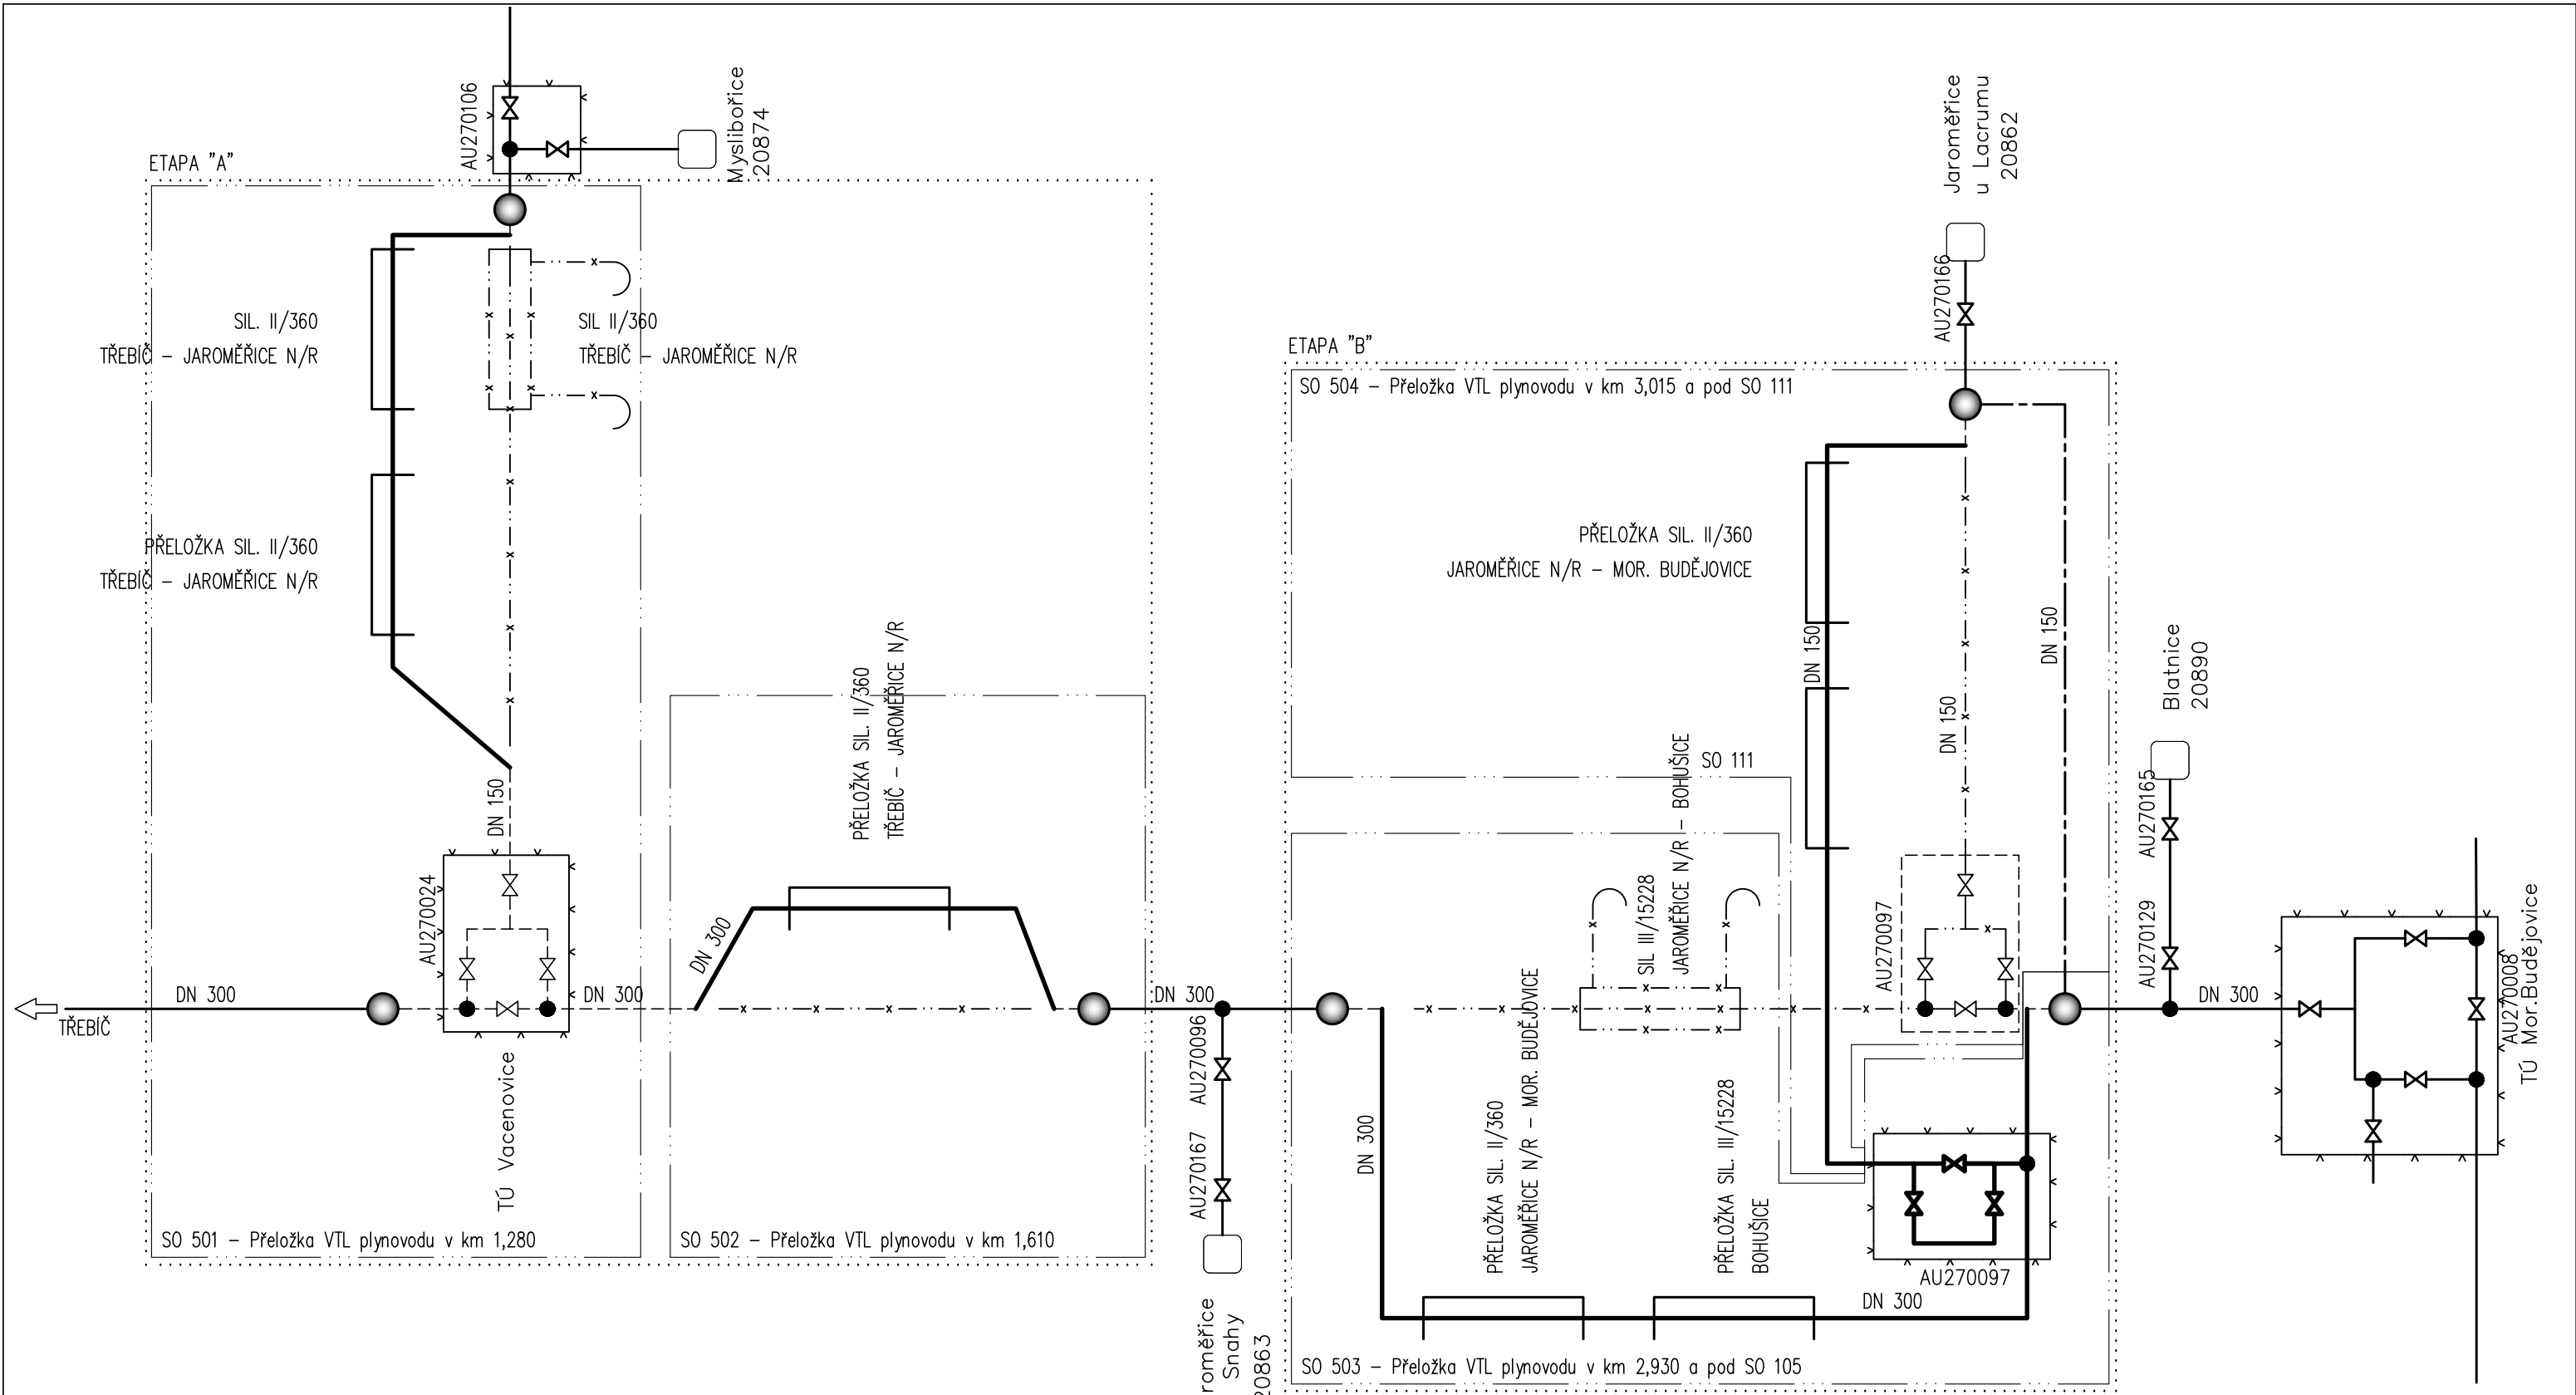 ETAPA "A"
AU270106
Myslibořice
20874
SIL. II/360
TŘEBÍČ – JAROMĚŘICE N/R
SIL II/360
TŘEBÍČ – JAROMĚŘICE N/R
PŘELOŽKA SIL. II/360
TŘEBÍČ – JAROMĚŘICE N/R
DN 150
AU270024
DN 300
TŘEBÍČ
DN 300
TÚ Vacenovice
SO 501 – Přeložka VTL plynovodu v km 1,280
PŘELOŽKA SIL. II/360
TŘEBÍČ – JAROMĚŘICE N/R
DN 300
SO 502 – Přeložka VTL plynovodu v km 1,610
DN 300
AU270096
AU270167
roměřice
Snahy
20863
ETAPA "B"
SO 504 – Přeložka VTL plynovodu v km 3,015 a pod SO 111
Jaroměřice
u Lacrumu
20862
AU270166
PŘELOŽKA SIL. II/360
JAROMĚŘICE N/R – MOR. BUDĚJOVICE
DN 150
DN 150
DN 150
SO 111
SIL III/15228
JAROMĚŘICE N/R – BOHUŠICE
AU270097
DN 300
PŘELOŽKA SIL. II/360
JAROMĚŘICE N/R – MOR. BUDĚJOVICE
PŘELOŽKA SIL. III/15228
BOHUŠICE
AU270097
DN 300
SO 503 – Přeložka VTL plynovodu v km 2,930 a pod SO 105
Blatnice
20890
AU270165
AU270129
DN 300
AU270008
TÚ Mor.Budějovice